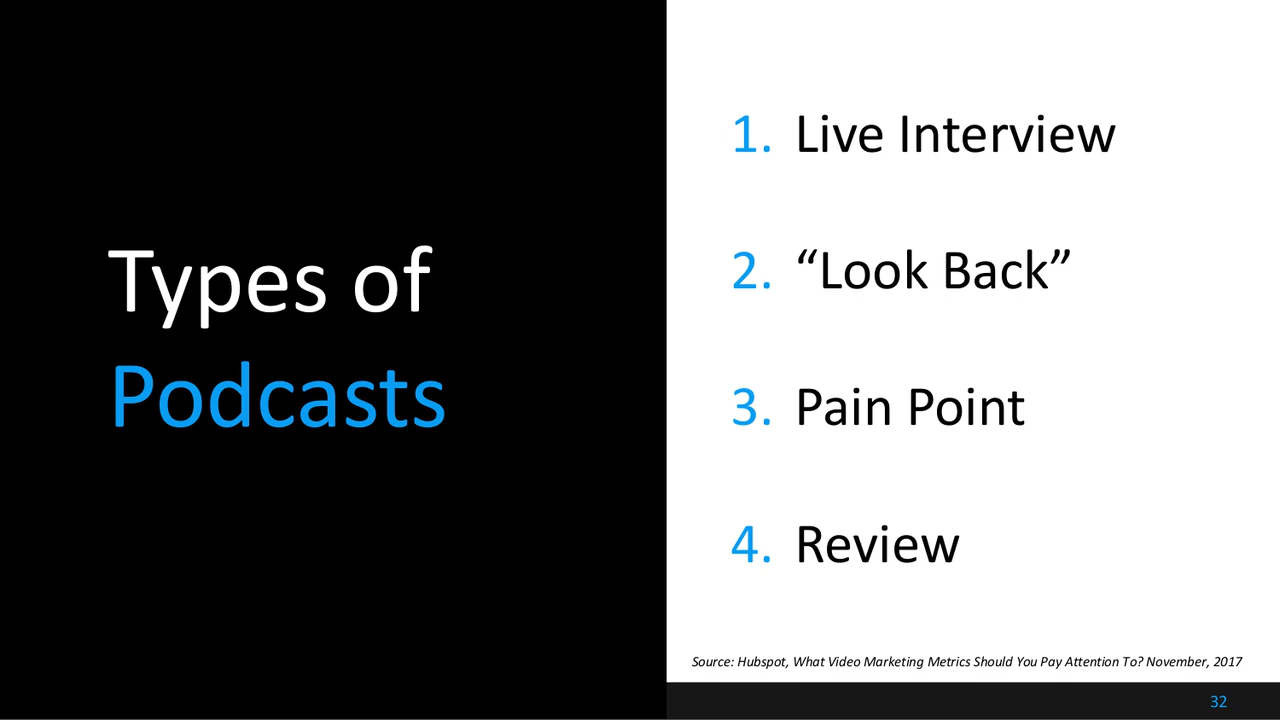 Types of
Podcasts
1. Live Interview
2. “Look Back”
3. Pain Point
4. Review
Source: Hubspot, What Video Marketing Metrics Should You Pay Attention To? November, 2017
32